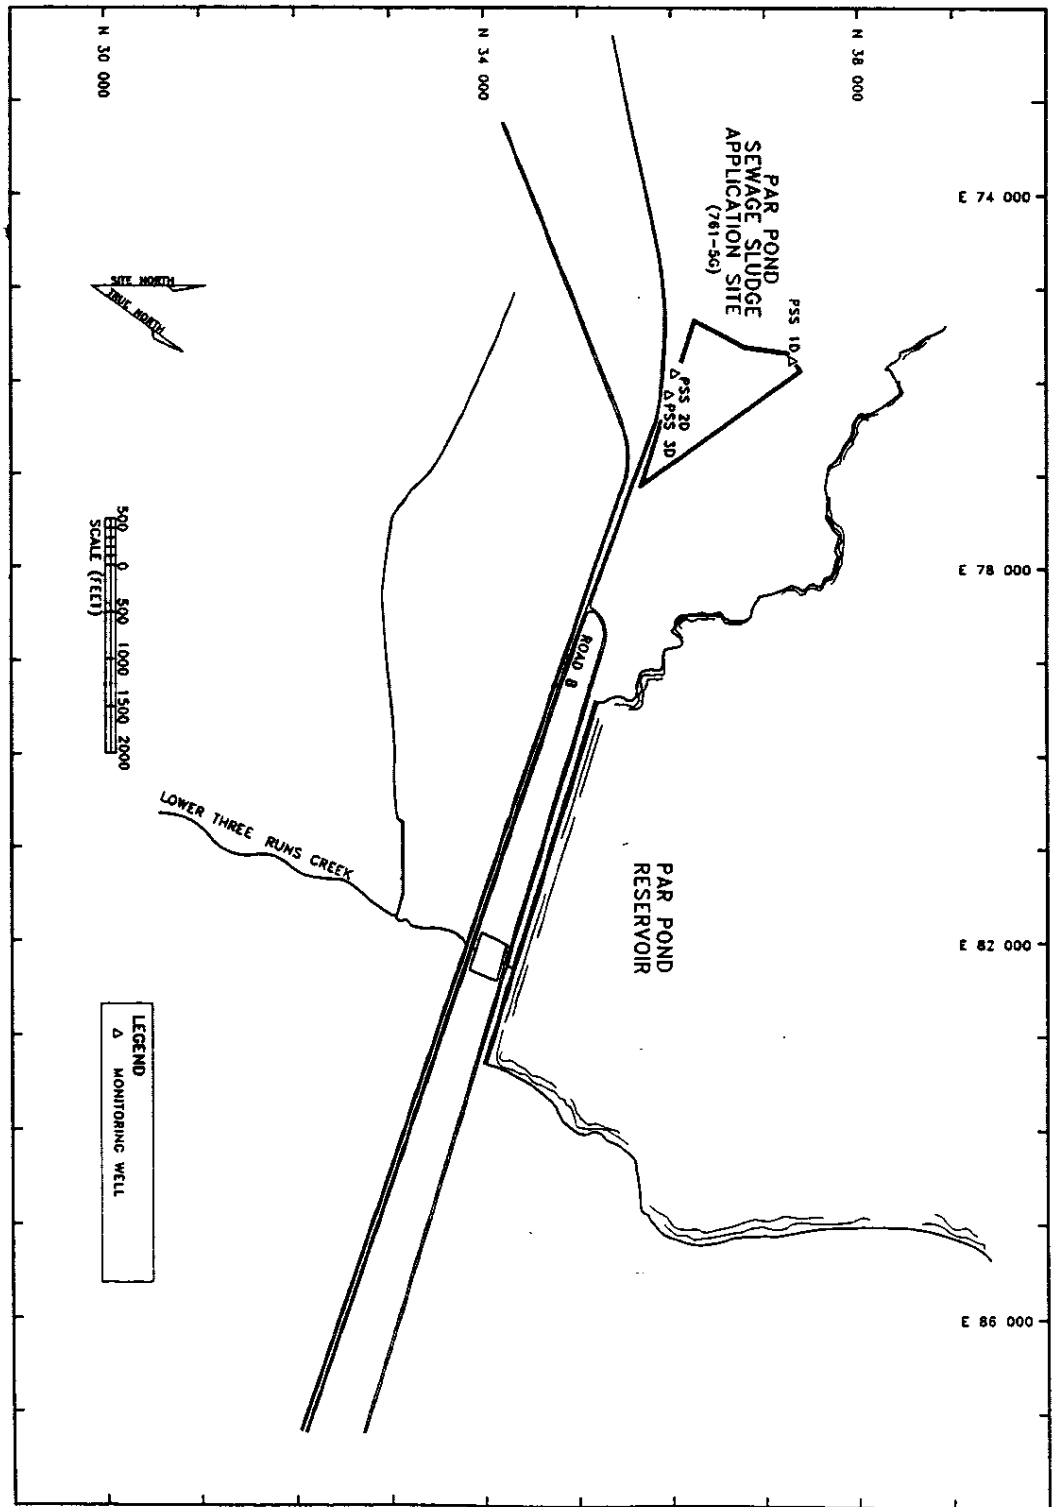 N 30 000
N 34 000
N 38 000
E 74 000
E 78 000
E 82 000
E 86 000
PAR POND
SEWAGE SLUDGE
APPLICATION SITE
(761-5G)
PSS 1D
PSS 2D
PSS 3D
SITE NORTH
TRUE NORTH
ROAD B
PAR POND
RESERVOIR
500 0 500 1000 1500 2000
SCALE (FEET)
LOWER THREE RUNS CREEK
LEGEND
△ MONITORING WELL